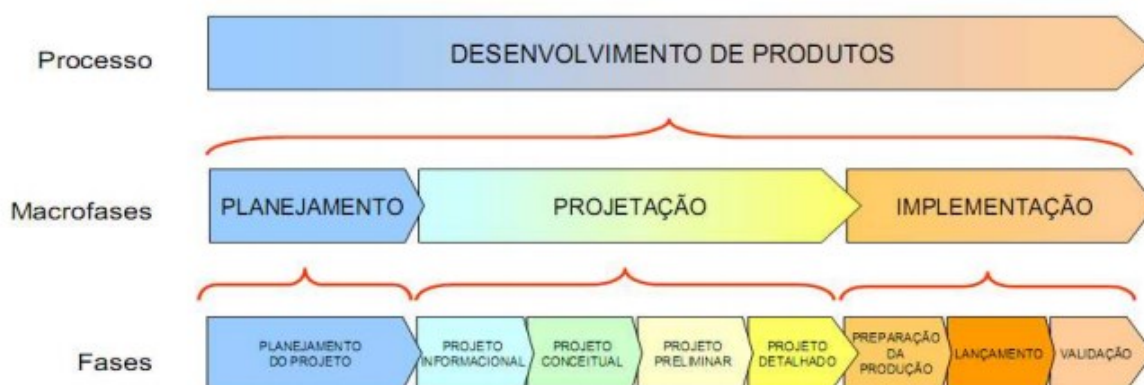 Processo
DESENVOLVIMENTO DE PRODUTOS
Macrofases
PLANEJAMENTO
PROJETAÇÃO
IMPLEMENTAÇÃO
Fases
PLANEJAMENTO
DO PROJETO
PROJETO
INFORMACIONAL
PROJETO
CONCEITUAL
PROJETO
PRELIMINAR
PROJETO
DETALHADO
PREPARAÇÃO
DA
PRODUÇÃO
LANÇAMENTO
VALIDAÇÃO